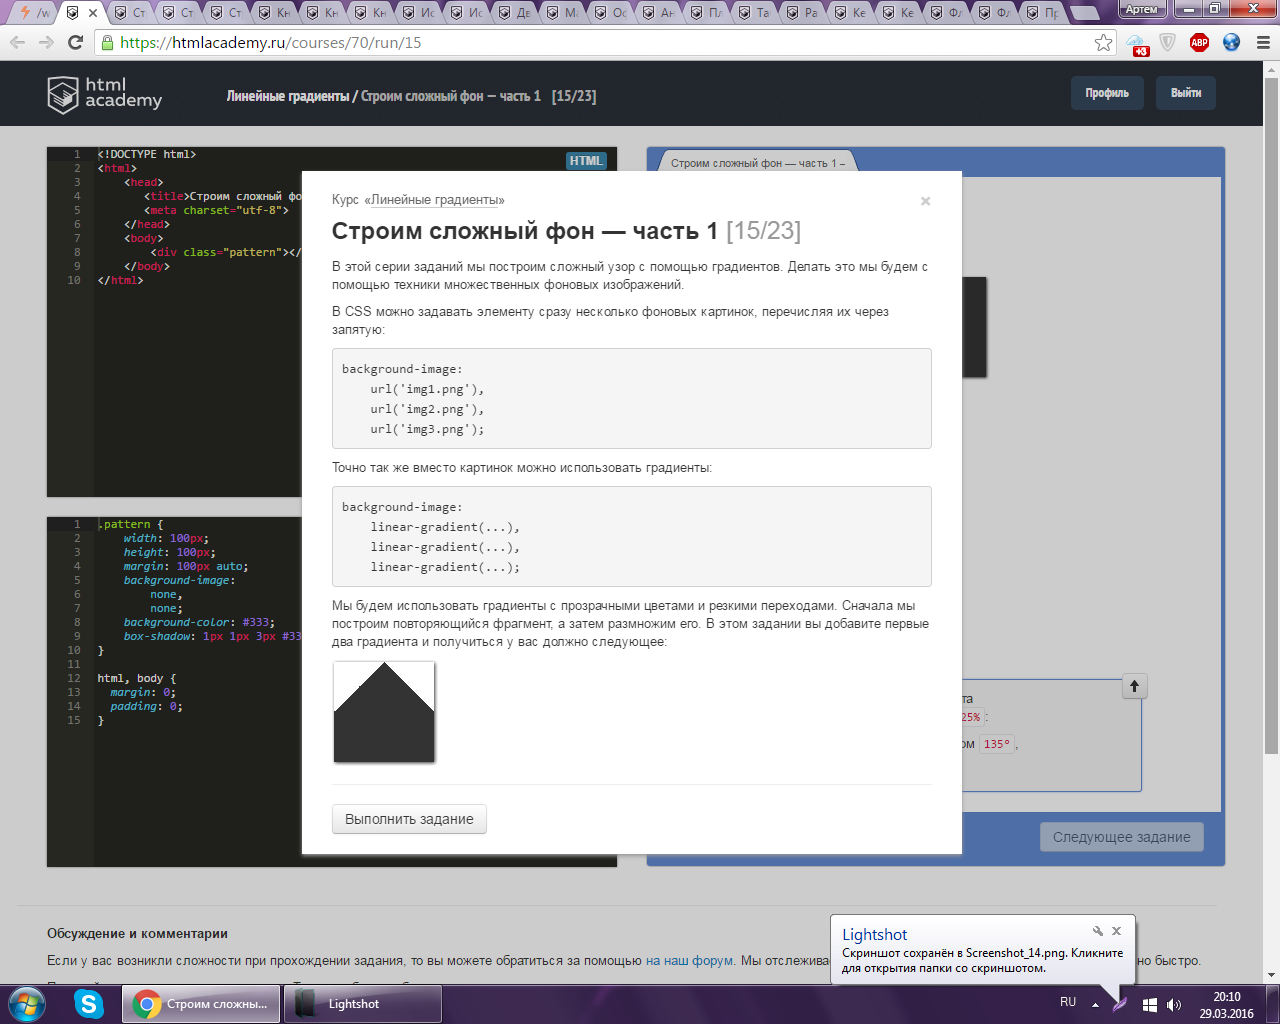 /w
Ст
Ст
Ст
Кн
Кн
Кн
Ис
Ис
Дв
Ма
Ос
Ан
Пл
Та
Ра
Ке
Ке
Фл
Фл
Пр
Артем
https://htmlacademy.ru/courses/70/run/15
+3
ABP
html
academy
Линейные градиенты / Строим сложный фон — часть 1 [15/23]
Профиль
Выйти
HTML
1 <!DOCTYPE html>
2 <html>
3 <head>
4 <title>Строим сложный фо
5 <meta charset="utf-8">
6 </head>
7 <body>
8 <div class="pattern"></
9 </body>
10 </html>
1 .pattern {
2 width: 100px;
3 height: 100px;
4 margin: 100px auto;
5 background-image:
6 none,
7 none;
8 background-color: #333;
9 box-shadow: 1px 1px 3px #33
10 }
11
12 html, body {
13 margin: 0;
14 padding: 0;
15 }
Строим сложный фон — часть 1 –
Курс «Линейные градиенты»
×
Строим сложный фон — часть 1 [15/23]
В этой серии заданий мы построим сложный узор с помощью градиентов. Делать это мы будем с
помощью техники множественных фоновых изображений.
В CSS можно задавать элементу сразу несколько фоновых картинок, перечисляя их через
запятую:
background-image:
url('img1.png'),
url('img2.png'),
url('img3.png');
Точно так же вместо картинок можно использовать градиенты:
background-image:
linear-gradient(...),
linear-gradient(...),
linear-gradient(...);
Мы будем использовать градиенты с прозрачными цветами и резкими переходами. Сначала мы
построим повторяющийся фрагмент, а затем размножим его. В этом задании вы добавите первые
два градиента и получиться у вас должно следующее:
Выполнить задание
та
25% :
ом 135° ,
Следующее задание
Обсуждение и комментарии
Если у вас возникли сложности при прохождении задания, то вы можете обратиться за помощью на наш форум. Мы отслежива
но быстро.
Lightshot
Скриншот сохранён в Screenshot_14.png. Кликните
для открытия папки со скриншотом.
Строим сложны...
Lightshot
RU
20:10
29.03.2016